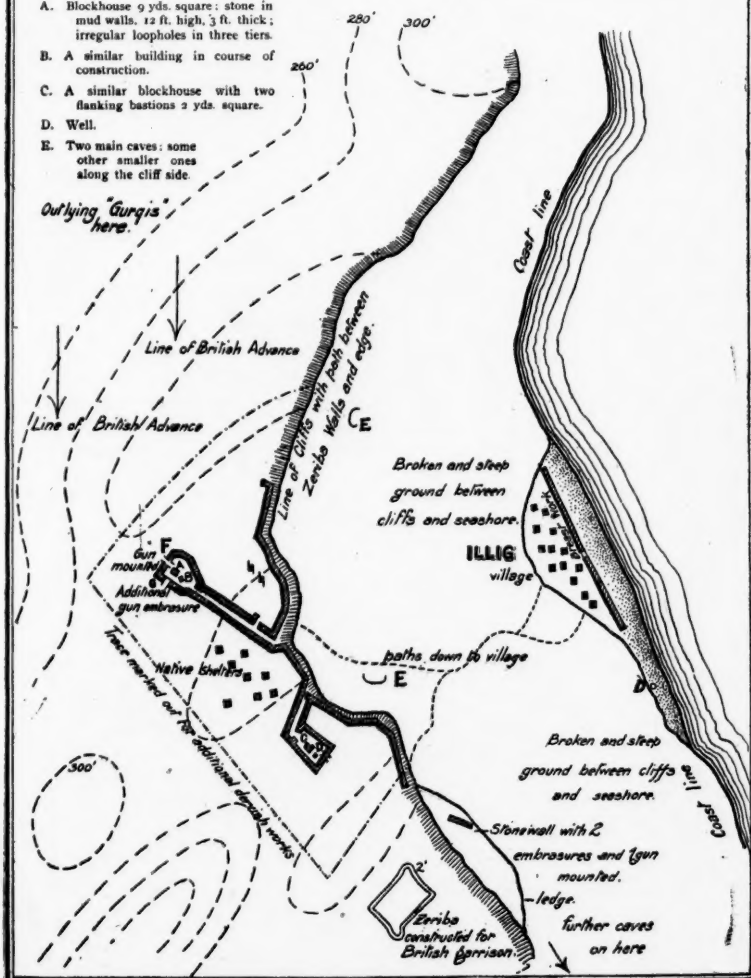 A. Blockhouse 9 yds. square; stone in
mud walls, 12 ft. high, 3 ft. thick;
irregular loopholes in three tiers.
B. A similar building in course of
construction.
C. A similar blockhouse with two
flanking bastions 2 yds. square.
D. Well.
E. Two main caves; some
other smaller ones
along the cliff side.
280'
300'
260'
Outlying "Gurgis"
here.
Coast line
Line of British Advance
Line of British Advance
Line of Cliffs with path between
Zeriba Walls and edge.
E
Broken and steep
ground between
cliffs and seashore.
ILLIG
village
F
Gun
mounted
A
B
Additional
gun embrasure
Native shelters
Trace marked out for additional dervish works
paths down to village
E
D
C
300'
Broken and steep
ground between cliffs
and seashore.
Coast line
Stonewall with 2
embrasures and 1 gun
mounted.
ledge.
2'
Zeriba
constructed for
British garrison.
further caves
on here